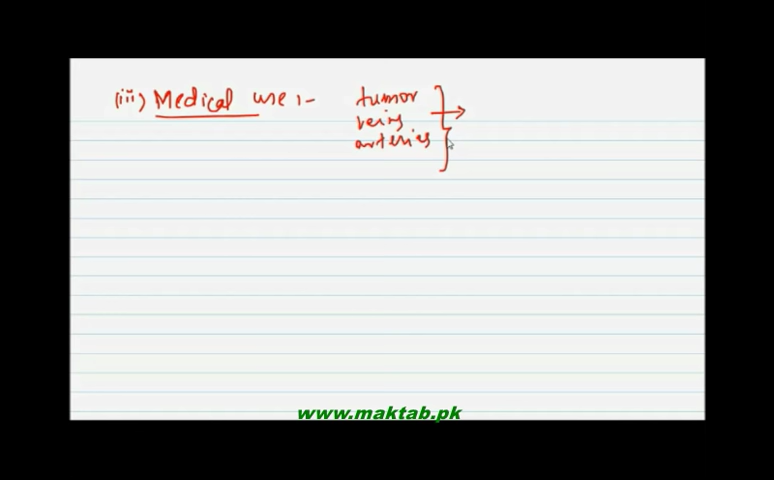 (iii) Medical use :- tumor
veins
arteries
www.maktab.pk